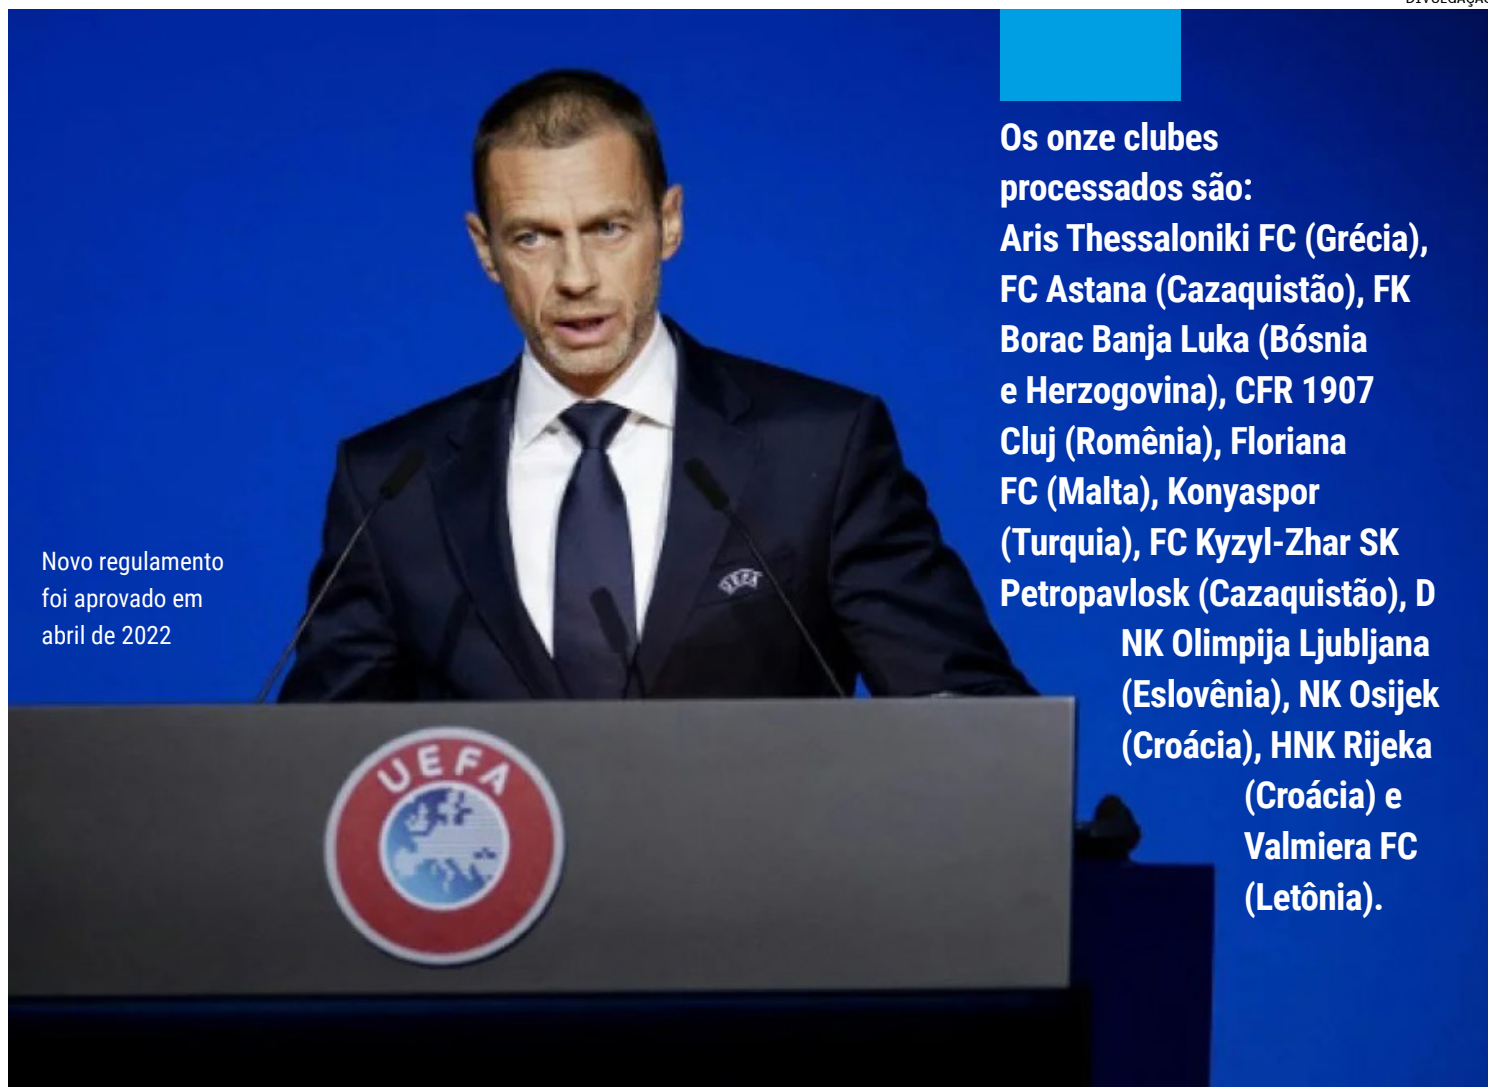 DIVULGAÇÃO
Os onze clubes
processados são:
Aris Thessaloniki FC (Grécia),
FC Astana (Cazaquistão), FK
Borac Banja Luka (Bósnia
e Herzogovina), CFR 1907
Cluj (Romênia), Floriana
FC (Malta), Konyaspor
(Turquia), FC Kyzyl-Zhar SK
Petropavlosk (Cazaquistão), D
NK Olimpija Ljubljana
(Eslovênia), NK Osijek
(Croácia), HNK Rijeka
(Croácia) e
Valmiera FC
(Letônia).
Novo regulamento
foi aprovado em
abril de 2022
UEFA
UEFA